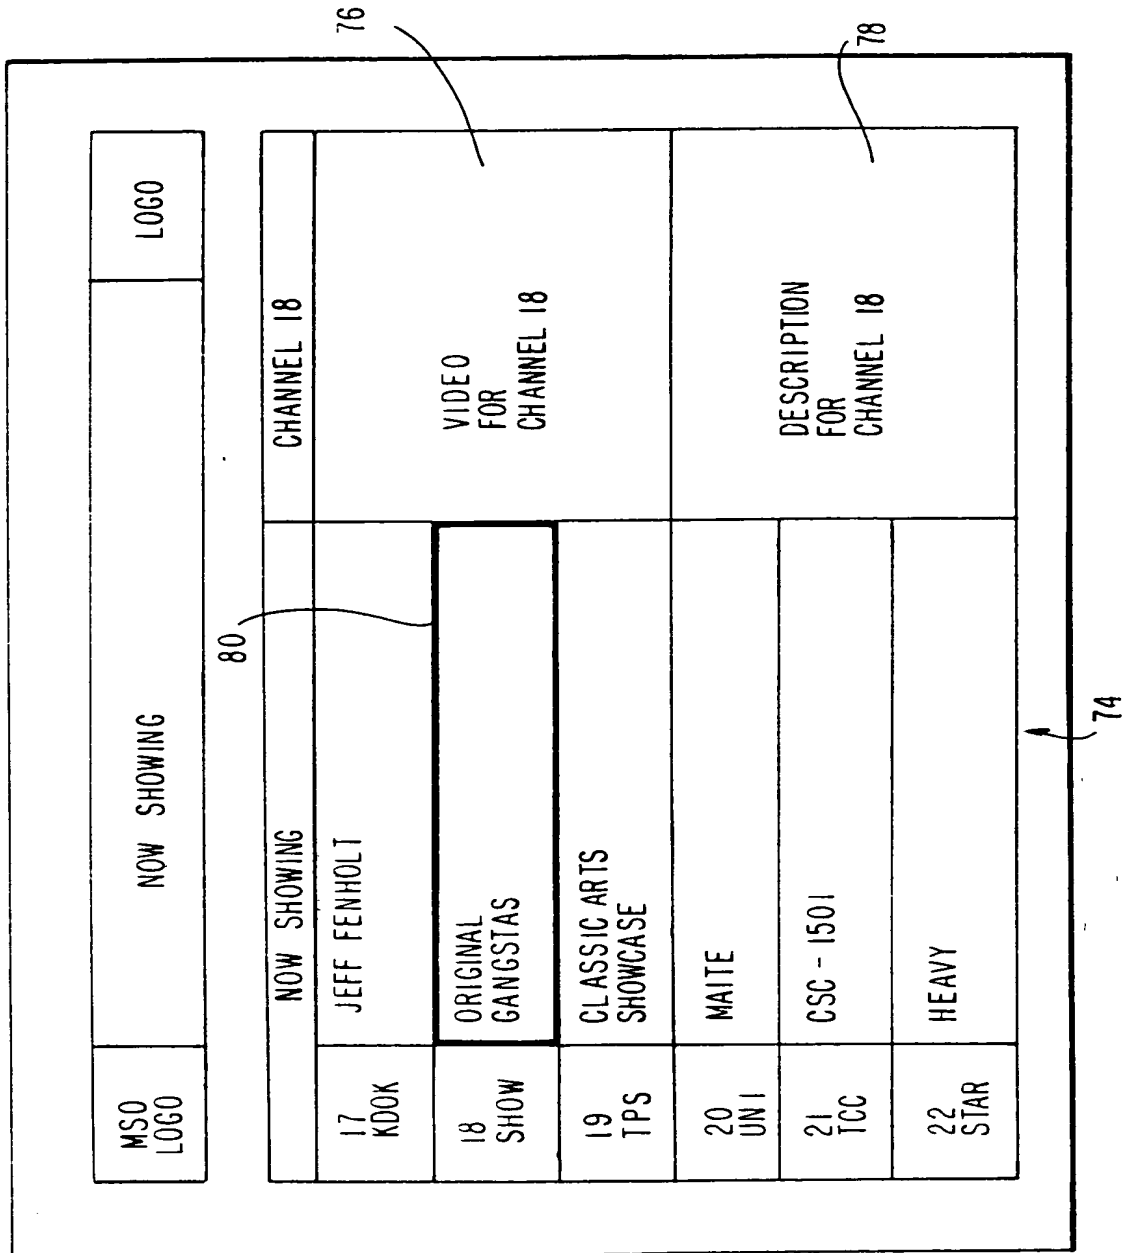 MSO
LOGO
NOW SHOWING
LOGO
80
NOW SHOWING
CHANNEL 18
17
KDOK
JEFF FENHOLT
18
SHOW
ORIGINAL
GANGSTAS
VIDEO
FOR
CHANNEL 18
76
19
TPS
CLASSIC ARTS
SHOWCASE
20
UNI
MAITE
21
TCC
CSC - 1501
DESCRIPTION
FOR
CHANNEL 18
78
22
STAR
HEAVY
74